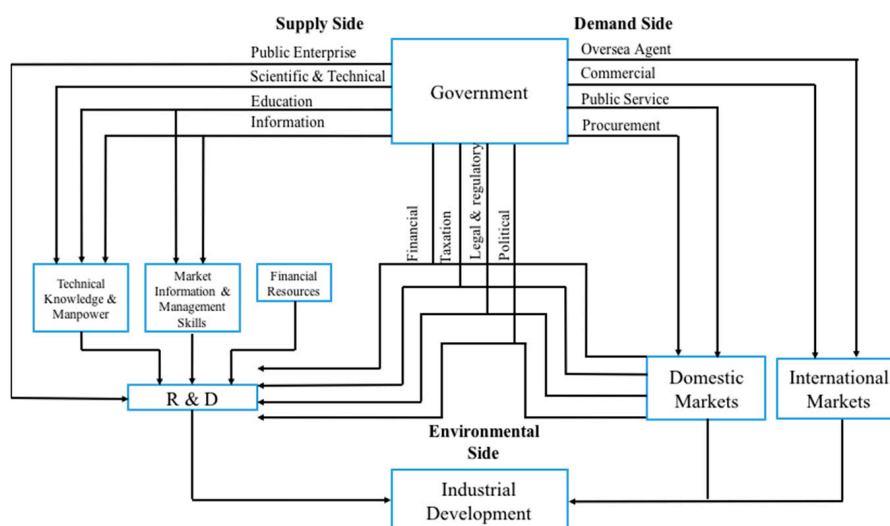 Supply Side
Demand Side
Public Enterprise
Scientific & Technical
Education
Information
Government
Oversea Agent
Commercial
Public Service
Procurement
Financial
Taxation
Legal & regulatory
Political
Technical
Knowledge &
Manpower
Market
Information &
Management
Skills
Financial
Resources
R & D
Domestic
Markets
International
Markets
Environmental
Side
Industrial
Development